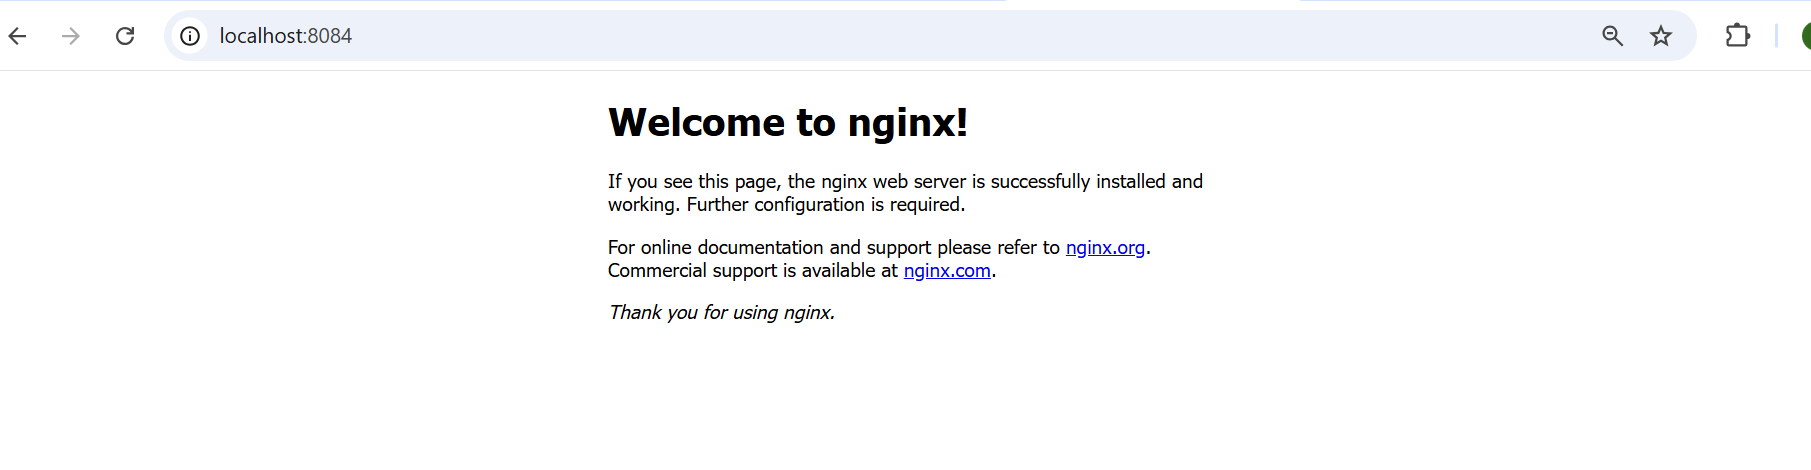 localhost:8084
Welcome to nginx!
If you see this page, the nginx web server is successfully installed and
working. Further configuration is required.
For online documentation and support please refer to nginx.org.
Commercial support is available at nginx.com.
Thank you for using nginx.